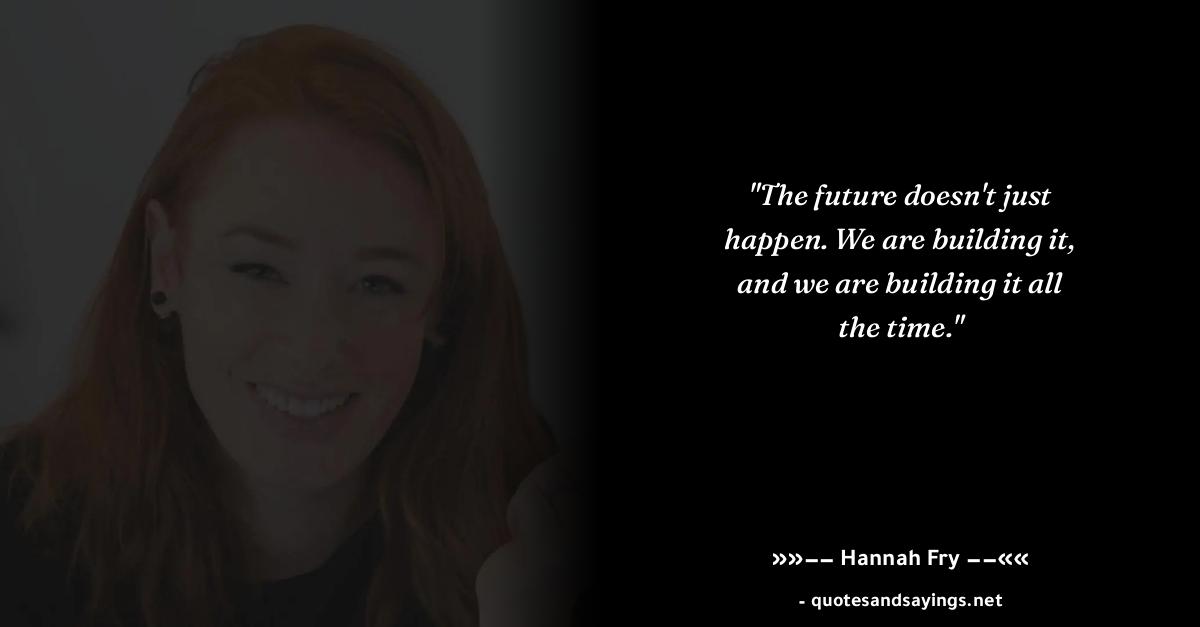 "The future doesn't just
happen. We are building it,
and we are building it all
the time."
»»−− Hannah Fry −−««
- quotesandsayings.net